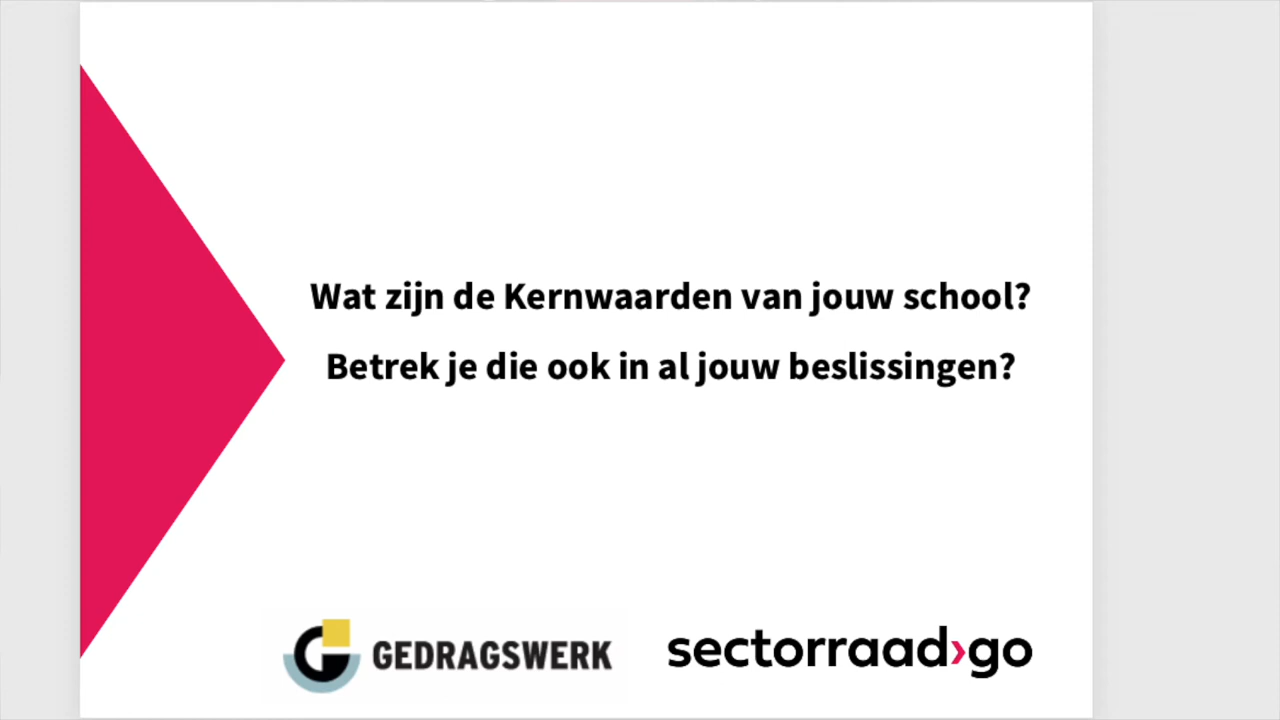 Wat zijn de Kernwaarden van jouw school?
Betrek je die ook in al jouw beslissingen?
GEDRAGSWERK
sectorraad›go